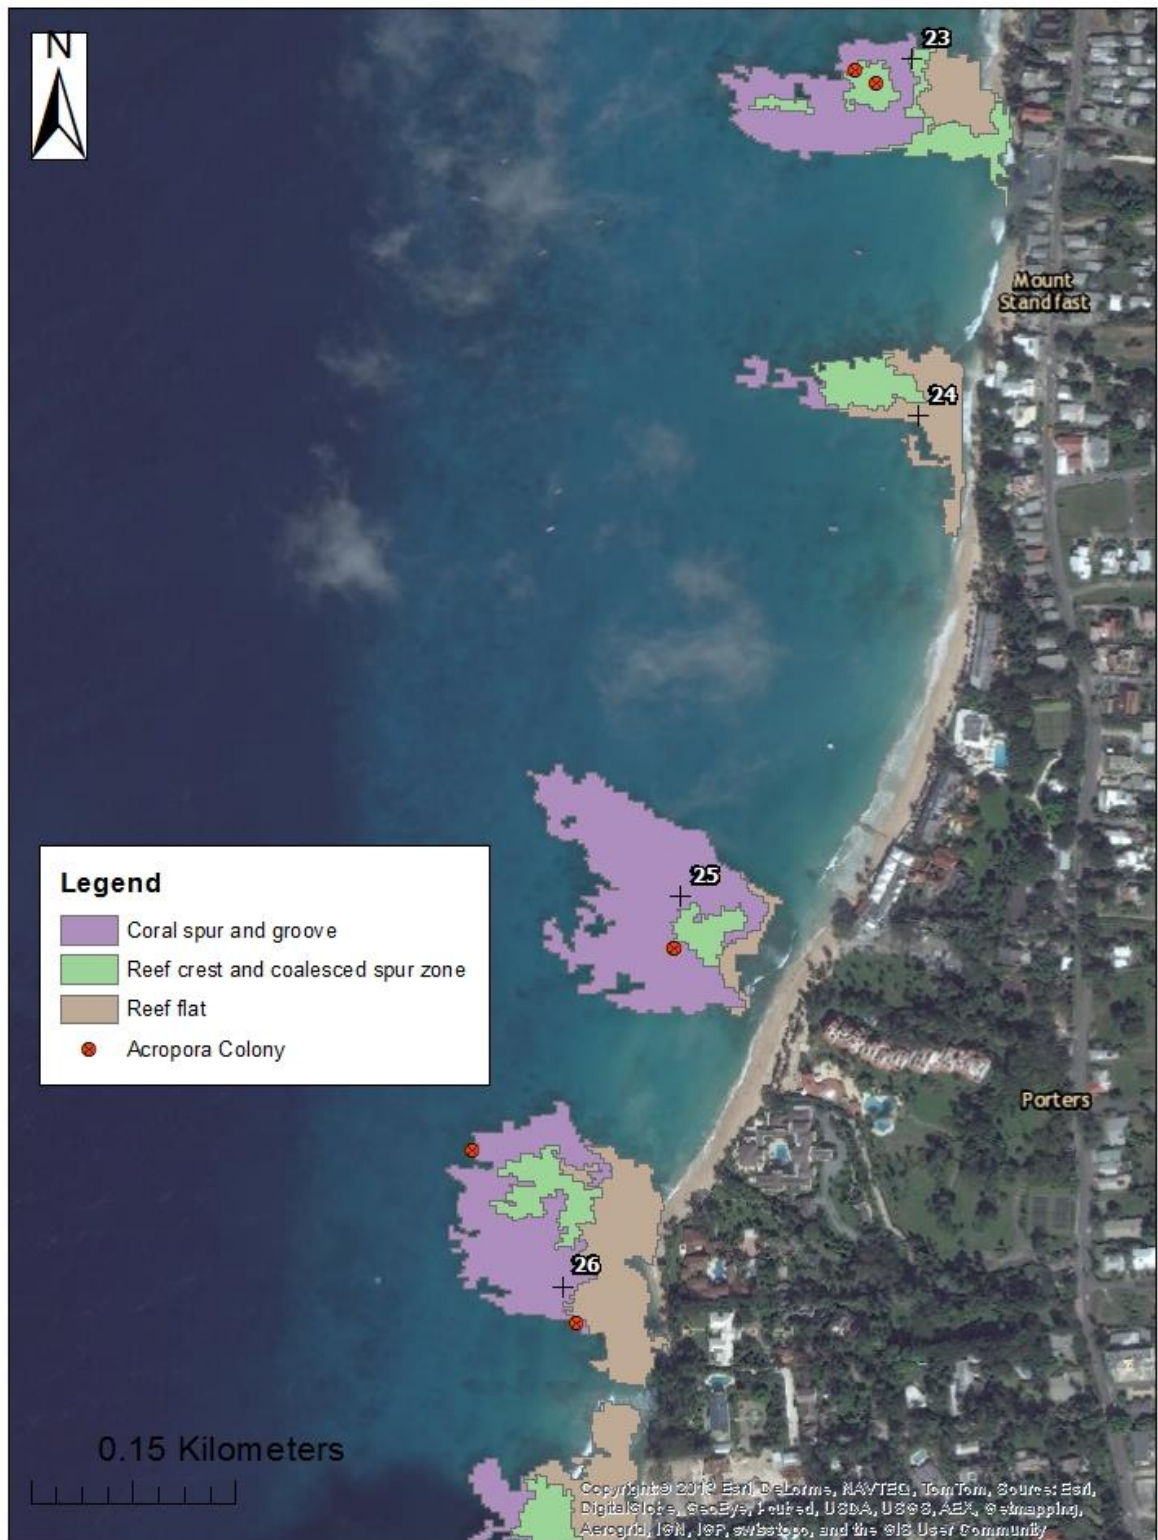 N
23
Mount
Standfast
24
25
Legend
Coral spur and groove
Reef crest and coalesced spur zone
Reef flat
Acropora Colony
Porters
26
0.15 Kilometers
Copyright:© 2012 Esri, DeLorme, NAVTEQ, TomTom, Source: Esri,
DigitalGlobe, GeoEye, i-cubed, USDA, USGS, AEX, Getmapping,
Aerogrid, IGN, IGP, swisstopo, and the GIS User Community